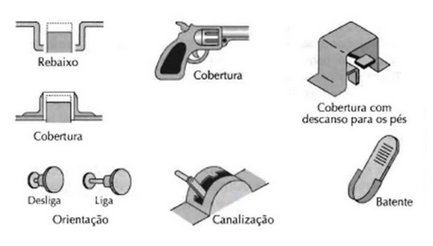 Rebaixo
Cobertura
Cobertura com
descanso para os pés
Cobertura
Desliga
Liga
Orientação
Canalização
Batente